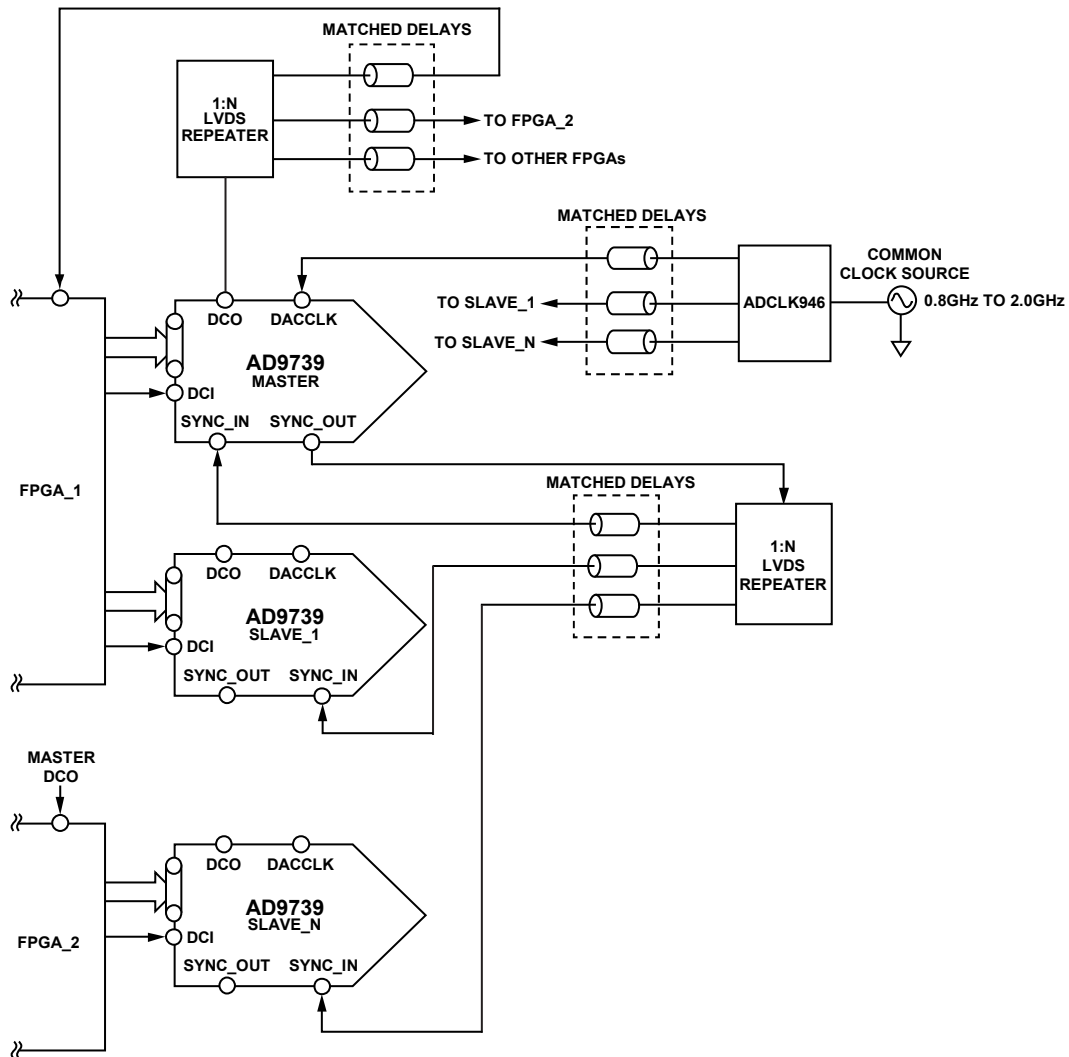 MATCHED DELAYS
1:N
LVDS
REPEATER
TO FPGA_2
TO OTHER FPGAs
MATCHED DELAYS
COMMON
CLOCK SOURCE
ADCLK946
0.8GHz TO 2.0GHz
TO SLAVE_1
TO SLAVE_N
DCO
DACCLK
AD9739
MASTER
DCI
SYNC_IN
SYNC_OUT
FPGA_1
MATCHED DELAYS
1:N
LVDS
REPEATER
DCO
DACCLK
AD9739
SLAVE_1
DCI
SYNC_OUT
SYNC_IN
MASTER
DCO
DCO
DACCLK
AD9739
SLAVE_N
FPGA_2
DCI
SYNC_OUT
SYNC_IN